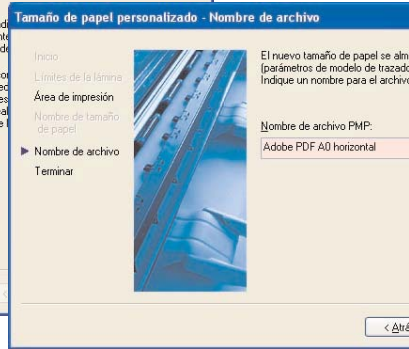 Tamaño de papel personalizado - Nombre de archivo
Inicio
Límites de la lámina
Área de impresión
Nombre de tamaño
de papel
Nombre de archivo
Terminar
El nuevo tamaño de papel se alm
(parámetros de modelo de trazado
Indique un nombre para el archivo
Nombre de archivo PMP:
Adobe PDF A0 horizontal
< Atrá